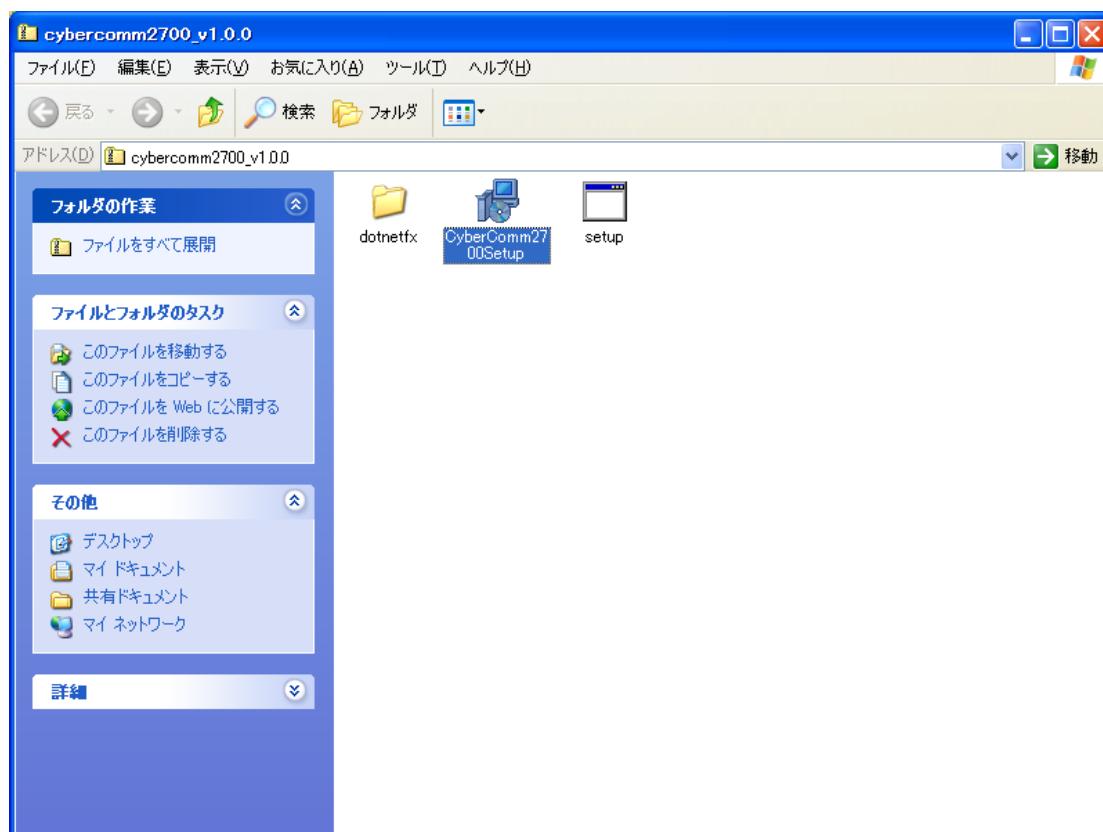 cybercomm2700_v1.0.0
ファイル(F) 編集(E) 表示(V) お気に入り(A) ツール(T) ヘルプ(H)
戻る 検索 フォルダ
アドレス(D) cybercomm2700_v1.0.0 移動
フォルダの作業
ファイルをすべて展開
ファイルとフォルダのタスク
このファイルを移動する
このファイルをコピーする
このファイルを Web に公開する
このファイルを削除する
その他
デスクトップ
マイ ドキュメント
共有ドキュメント
マイ ネットワーク
詳細
dotnetfx
CyberComm27
00Setup
setup